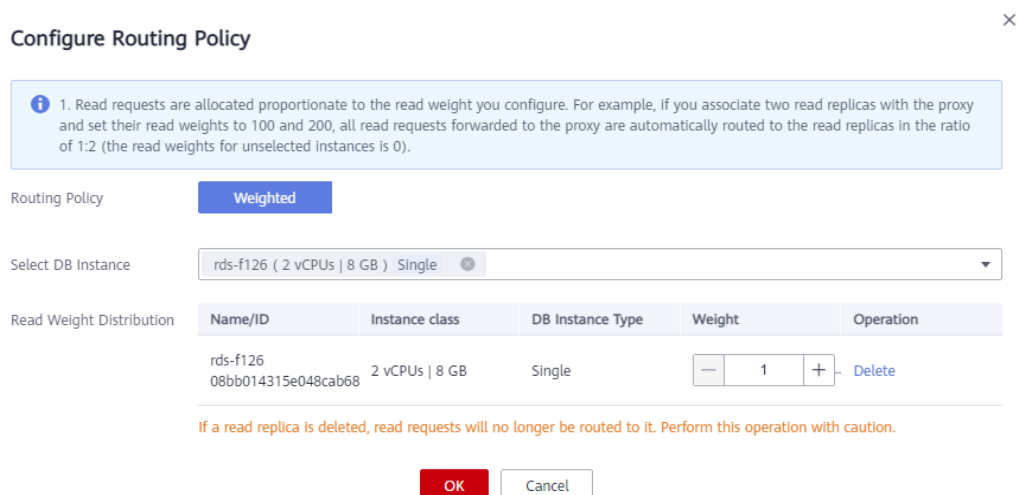 Configure Routing Policy
1. Read requests are allocated proportionate to the read weight you configure. For example, if you associate two read replicas with the proxy
and set their read weights to 100 and 200, all read requests forwarded to the proxy are automatically routed to the read replicas in the ratio
of 1:2 (the read weights for unselected instances is 0).
Routing Policy Weighted
Select DB Instance rds-f126 ( 2 vCPUs | 8 GB ) Single
Read Weight Distribution Name/ID Instance class DB Instance Type Weight Operation
rds-f126
08bb014315e048cab68 2 vCPUs | 8 GB Single 1 Delete
If a read replica is deleted, read requests will no longer be routed to it. Perform this operation with caution.
OK Cancel